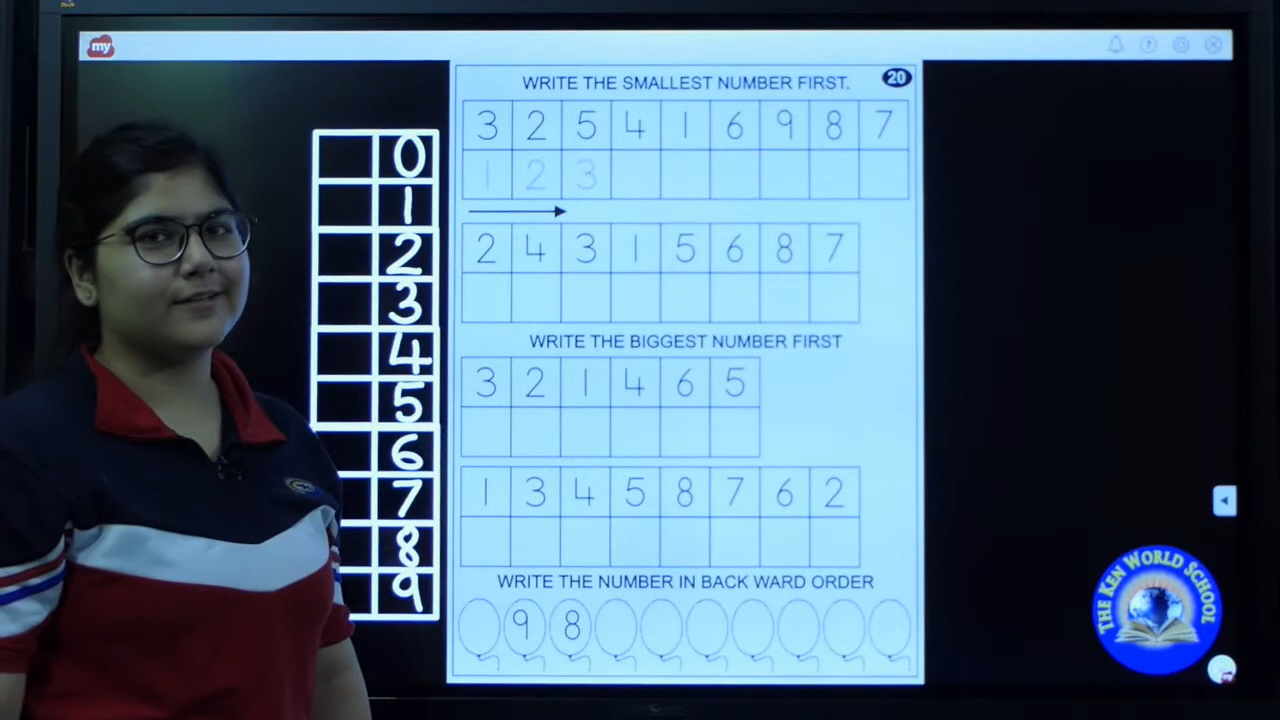 my
0
1
2
3
4
5
6
7
8
9
WRITE THE SMALLEST NUMBER FIRST. 20
3 2 5 4 1 6 9 8 7
1 2 3
2 4 3 1 5 6 8 7
WRITE THE BIGGEST NUMBER FIRST
3 2 1 4 6 5
1 3 4 5 8 7 6 2
WRITE THE NUMBER IN BACK WARD ORDER
9 8
THE KEN WORLD SCHOOL